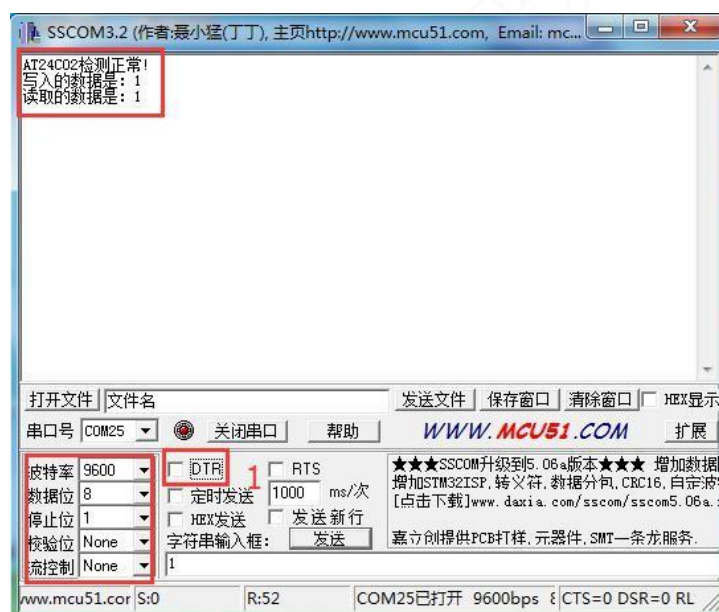 SSCOM3.2 (作者:聂小猛(丁丁), 主页http://www.mcu51.com, Email: mc...
AT24C02检测正常!
写入的数据是: 1
读取的数据是: 1
打开文件 文件名 发送文件 保存窗口 清除窗口 HEX显示
串口号 COM25 关闭串口 帮助 WWW.MCU51.COM 扩展
波特率 9600 DTR 1 RTS
数据位 8 定时发送 1000 ms/次
停止位 1 HEX发送 发送新行
校验位 None 字符串输入框: 发送
流控制 None 1
★★★SSCOM升级到5.06a版本★★★ 增加数据
增加STM32ISP,转义符,数据分包,CRC16,白定波
[点击下载]www.daxia.com/sscom/sscom5.06a.
嘉立创提供PCB打样,元器件,SMT一条龙服务.
www.mcu51.cor S:0 R:52 COM25已打开 9600bps 8 CTS=0 DSR=0 RL